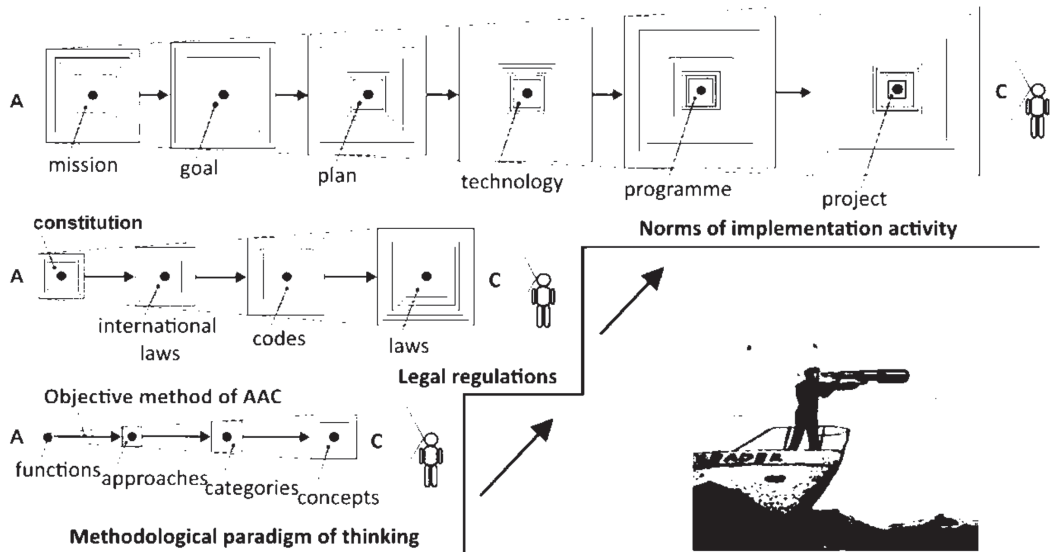 A
C
mission
goal
plan
technology
programme
project
Norms of implementation activity
constitution
A
C
international
laws
codes
laws
Legal regulations
Objective method of AAC
A
C
functions
approaches
categories
concepts
Methodological paradigm of thinking
EADER